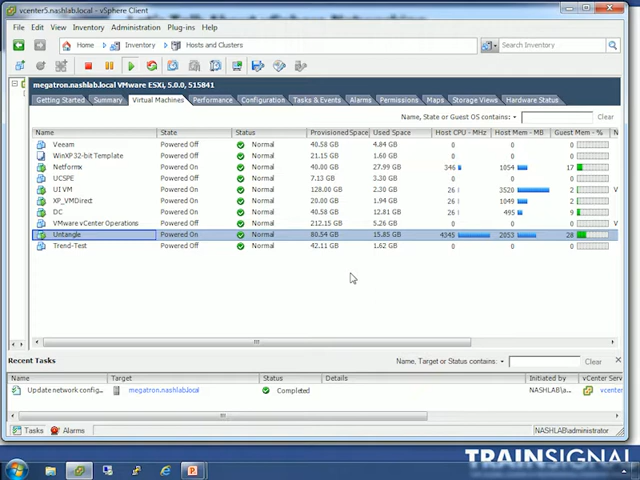 vcenter5.nashlab.local - vSphere Client
File Edit View Inventory Administration Plug-ins Help
Home Inventory Hosts and Clusters Search Inventory
megatron.nashlab.local VMware ESXi, 5.0.0, 515841
Getting Started Summary Virtual Machines Performance Configuration Tasks & Events Alarms Permissions Maps Storage Views Hardware Status
Name, State or Guest OS contains: Clear
Name State Status Provisioned Space Used Space Host CPU - MHz Host Mem - MB Guest Mem - % N
Veeam Powered Off Normal 40.58 GB 4.84 GB 0 0 0
WinXP 32-bit Template Powered Off Normal 21.15 GB 1.60 GB 0 0 0
Powered On Normal 40.00 GB 27.99 GB 346 1054 17
UCSPE Powered Off Normal 7.13 GB 3.30 GB 0 0 0
UI VM Powered On Normal 128.00 GB 2.30 GB 26 3520 2 V
XP_VMDirect Powered On Normal 20.00 GB 1.94 GB 26 1049 2
DC Powered On Normal 40.58 GB 12.81 GB 26 495 9
VMware vCenter Operations Powered Off Normal 212.15 GB 5.00 GB 0 0 0 V
Untangle Powered On Normal 80.54 GB 15.85 GB 4345 2053 28
Trend-Test Powered Off Normal 42.11 GB 1.62 GB 0 0 0
Recent Tasks Name, Target or Status contains: Clear
Name Target Status Details Initiated by vCenter Serv
Update network config... megatron.nashlab.local Completed NASHLAB\administrator vcenter
Tasks Alarms NASHLAB\administrator
TRAINSIGNAL